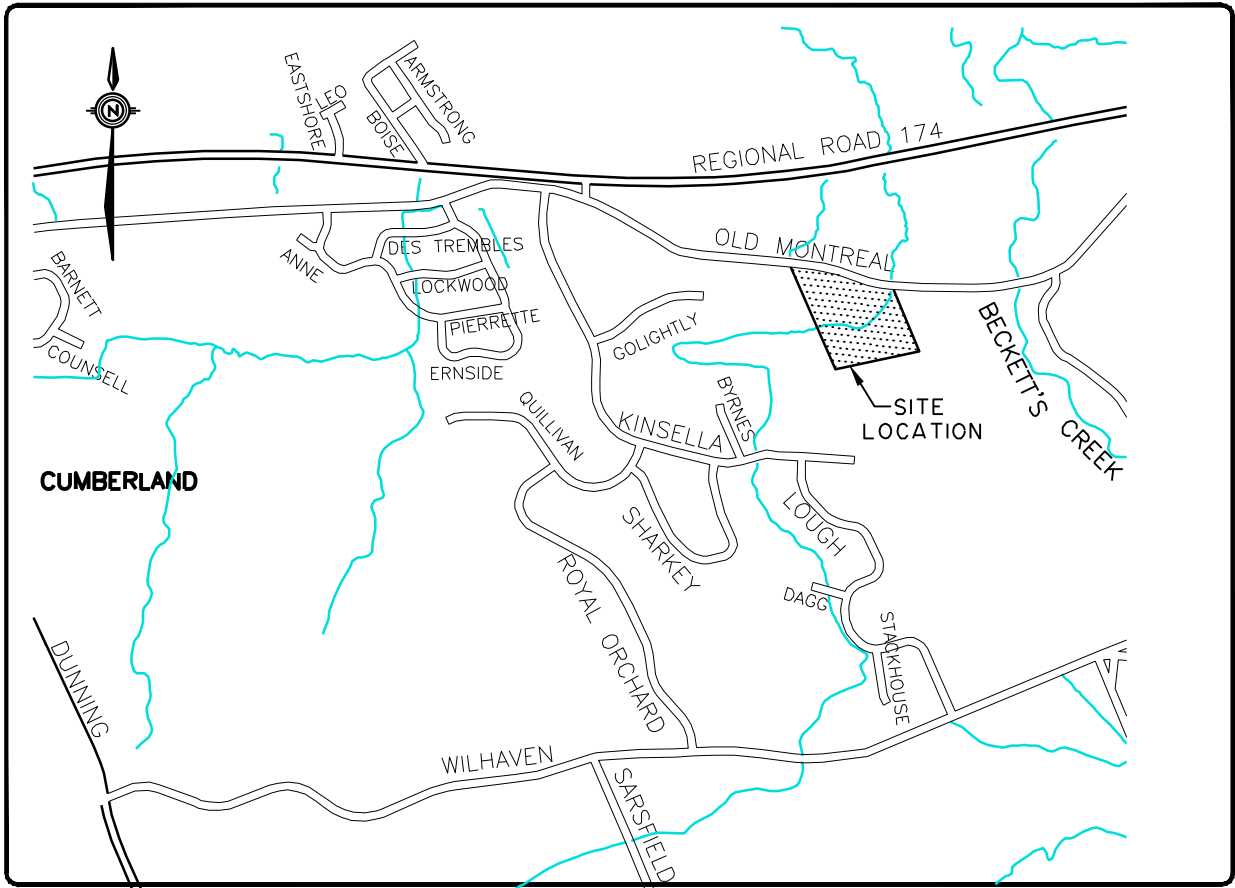 EASTSHORE
LEO
BOISE
ARMSTRONG
N
REGIONAL ROAD 174
OLD MONTREAL
DES TREMBLES
ANNE
LOCKWOOD
BARNETT
PIERRETTE
COUNSELL
ERNSIDE
GOLIGHTLY
BECKETT'S CREEK
SITE
LOCATION
QUILLIVAN
KINSELLA
BYRNES
CUMBERLAND
SHARKEY
LOUGH
ROYAL ORCHARD
DAGG
STACKHOUSE
DUNNING
WILHAVEN
SARSFIELD